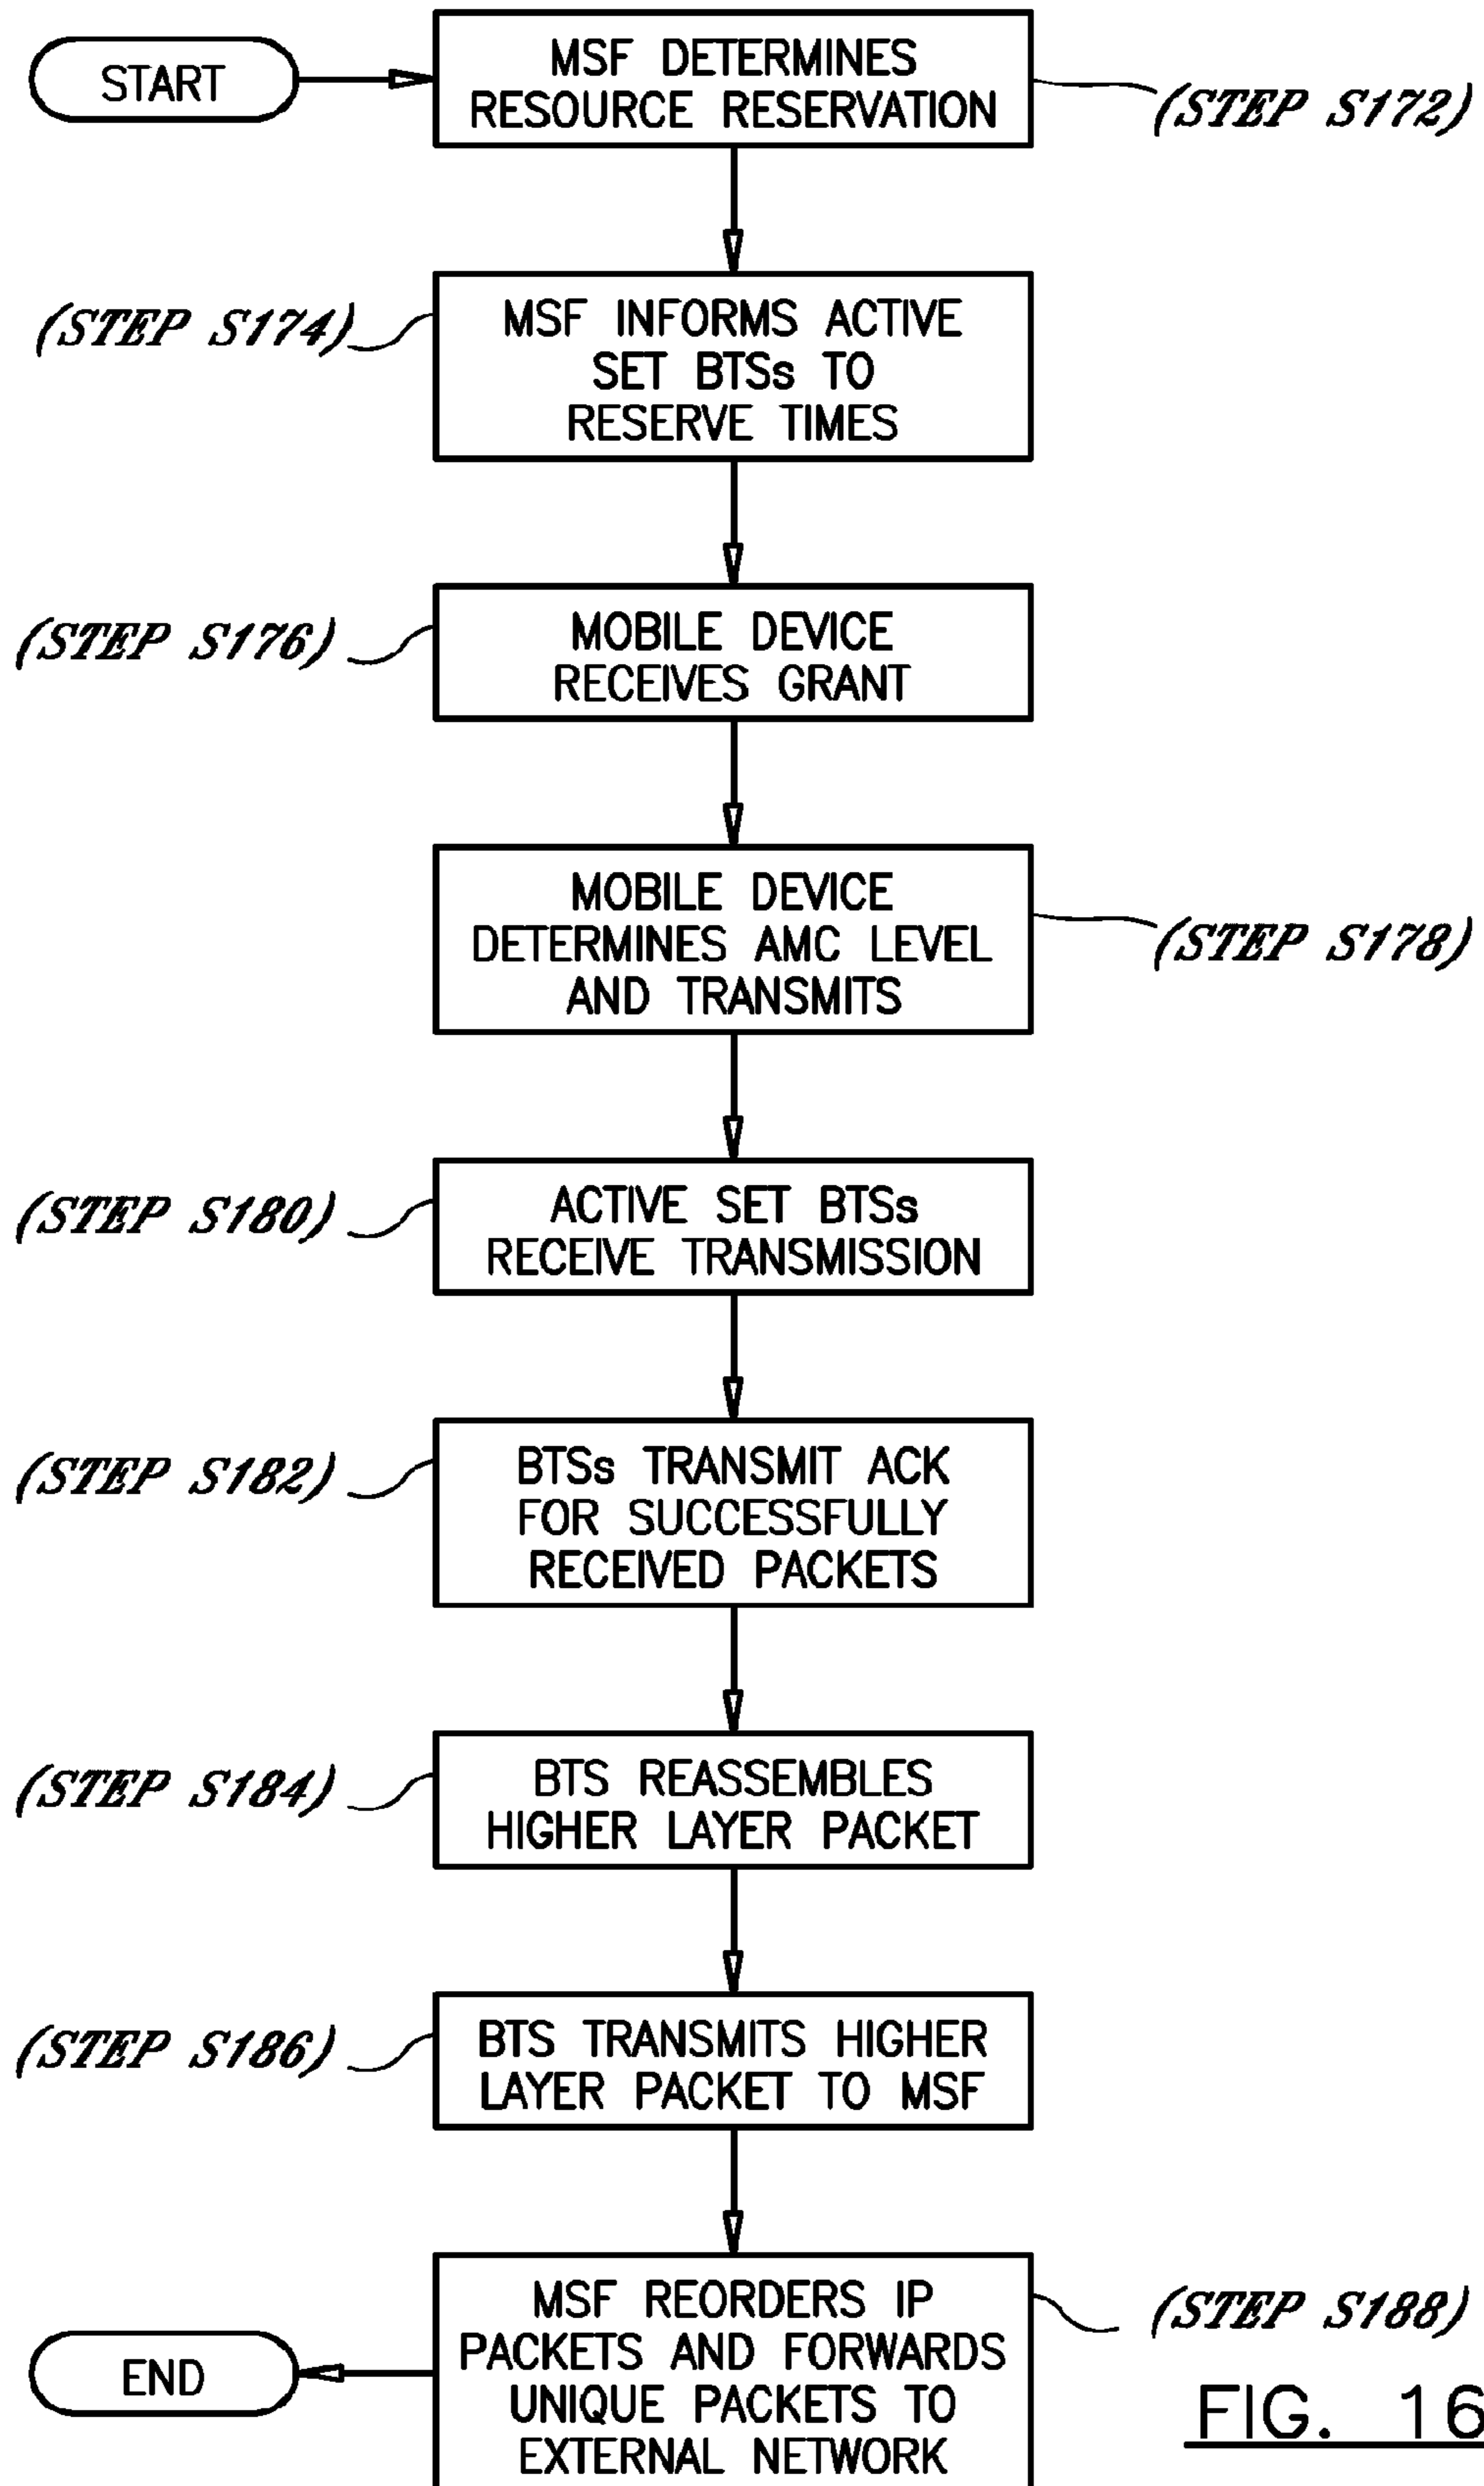 START
MSF DETERMINES
RESOURCE RESERVATION
(STEP S172)
(STEP S174)
MSF INFORMS ACTIVE
SET BTSs TO
RESERVE TIMES
(STEP S176)
MOBILE DEVICE
RECEIVES GRANT
MOBILE DEVICE
DETERMINES AMC LEVEL
AND TRANSMITS
(STEP S178)
(STEP S180)
ACTIVE SET BTSs
RECEIVE TRANSMISSION
(STEP S182)
BTSs TRANSMIT ACK
FOR SUCCESSFULLY
RECEIVED PACKETS
(STEP S184)
BTS REASSEMBLES
HIGHER LAYER PACKET
(STEP S186)
BTS TRANSMITS HIGHER
LAYER PACKET TO MSF
MSF REORDERS IP
PACKETS AND FORWARDS
UNIQUE PACKETS TO
EXTERNAL NETWORK
(STEP S188)
END
FIG. 16